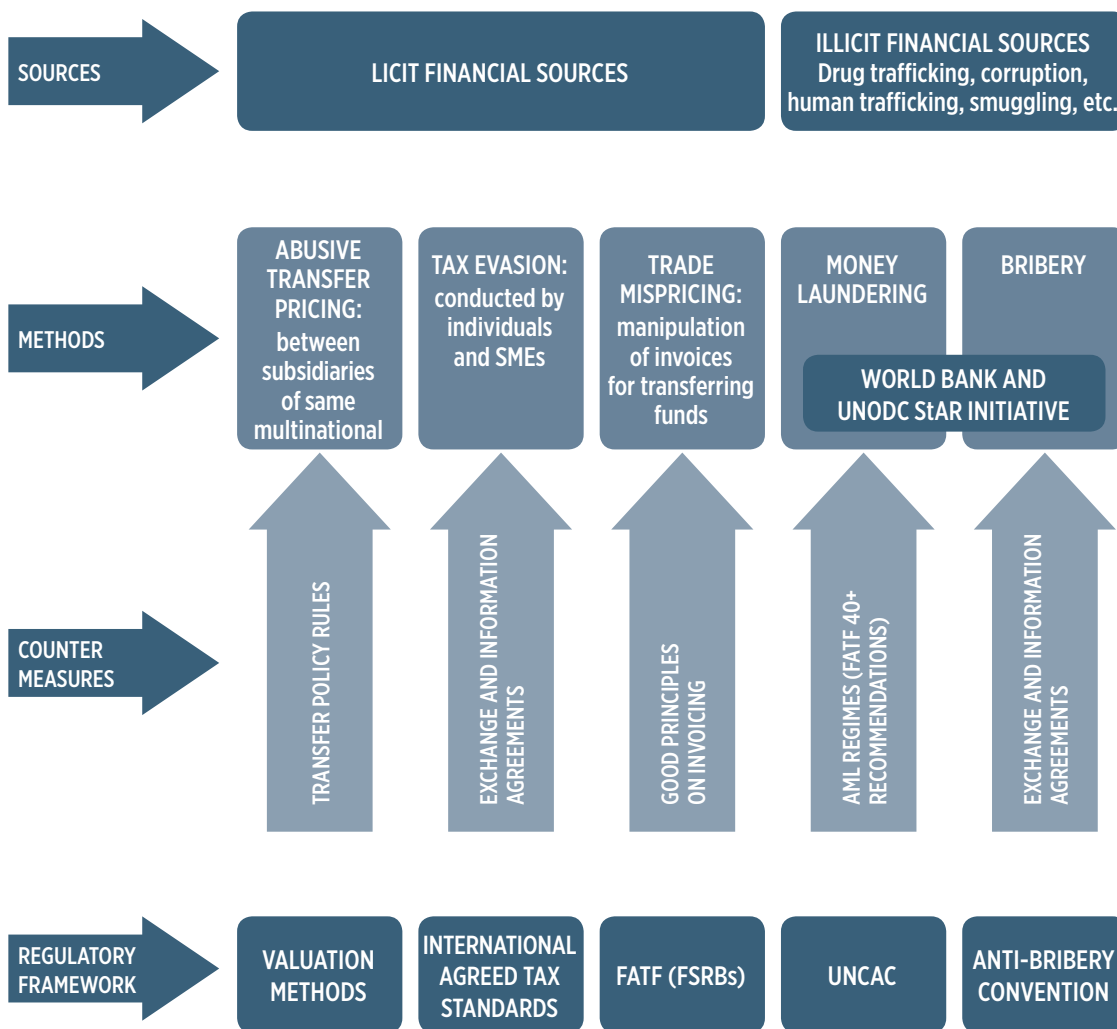 SOURCES
LICIT FINANCIAL SOURCES
ILLICIT FINANCIAL SOURCES
Drug trafficking, corruption,
human trafficking, smuggling, etc.
METHODS
ABUSIVE
TRANSFER
PRICING:
between
subsidiaries
of same
multinational
TAX EVASION:
conducted by
individuals
and SMEs
TRADE
MISPRICING:
manipulation
of invoices
for transferring
funds
MONEY
LAUNDERING
BRIBERY
WORLD BANK AND
UNODC StAR INITIATIVE
COUNTER
MEASURES
TRANSFER POLICY RULES
EXCHANGE AND INFORMATION
AGREEMENTS
GOOD PRINCIPLES
ON INVOICING
AML REGIMES (FATF 40+
RECOMMENDATIONS)
EXCHANGE AND INFORMATION
AGREEMENTS
REGULATORY
FRAMEWORK
VALUATION
METHODS
INTERNATIONAL
AGREED TAX
STANDARDS
FATF (FSRBs)
UNCAC
ANTI-BRIBERY
CONVENTION